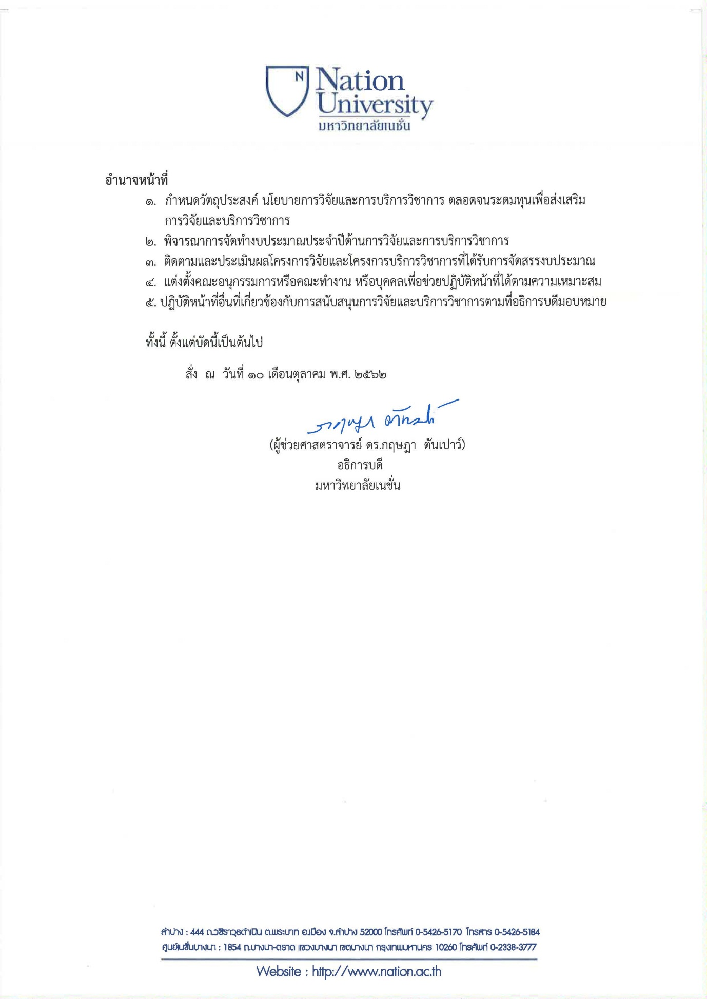 N
Nation
University
มหาวิทยาลัยเนชั่น
อำนาจหน้าที่
๑. กำหนดวัตถุประสงค์ นโยบายการวิจัยและการบริการวิชาการ ตลอดจนระดมทุนเพื่อส่งเสริม
การวิจัยและบริการวิชาการ
๒. พิจารณาการจัดทำงบประมาณประจำปีด้านการวิจัยและการบริการวิชาการ
๓. ติดตามและประเมินผลโครงการวิจัยและโครงการบริการวิชาการที่ได้รับการจัดสรรงบประมาณ
๔. แต่งตั้งคณะอนุกรรมการหรือคณะทำงาน หรือบุคคลเพื่อช่วยปฏิบัติหน้าที่ได้ตามความเหมาะสม
๕. ปฏิบัติหน้าที่อื่นที่เกี่ยวข้องกับการสนับสนุนการวิจัยและบริการวิชาการตามที่อธิการบดีมอบหมาย
ทั้งนี้ ตั้งแต่บัดนี้เป็นต้นไป
สั่ง ณ วันที่ ๑๐ เดือนตุลาคม พ.ศ. ๒๕๖๒
(ผู้ช่วยศาสตราจารย์ ดร.กฤษฎา ตันเปาว์)
อธิการบดี
มหาวิทยาลัยเนชั่น
ลำปาง : 444 ถ.วชิราวุธดำเนิน ต.พระบาท อ.เมือง จ.ลำปาง 52000 โทรศัพท์ 0-5426-5170 โทรสาร 0-5426-5184
ศูนย์เนชั่นบางนา : 1854 ถ.บางนา-ตราด แขวงบางนา เขตบางนา กรุงเทพมหานคร 10260 โทรศัพท์ 0-2338-3777
Website : http://www.nation.ac.th